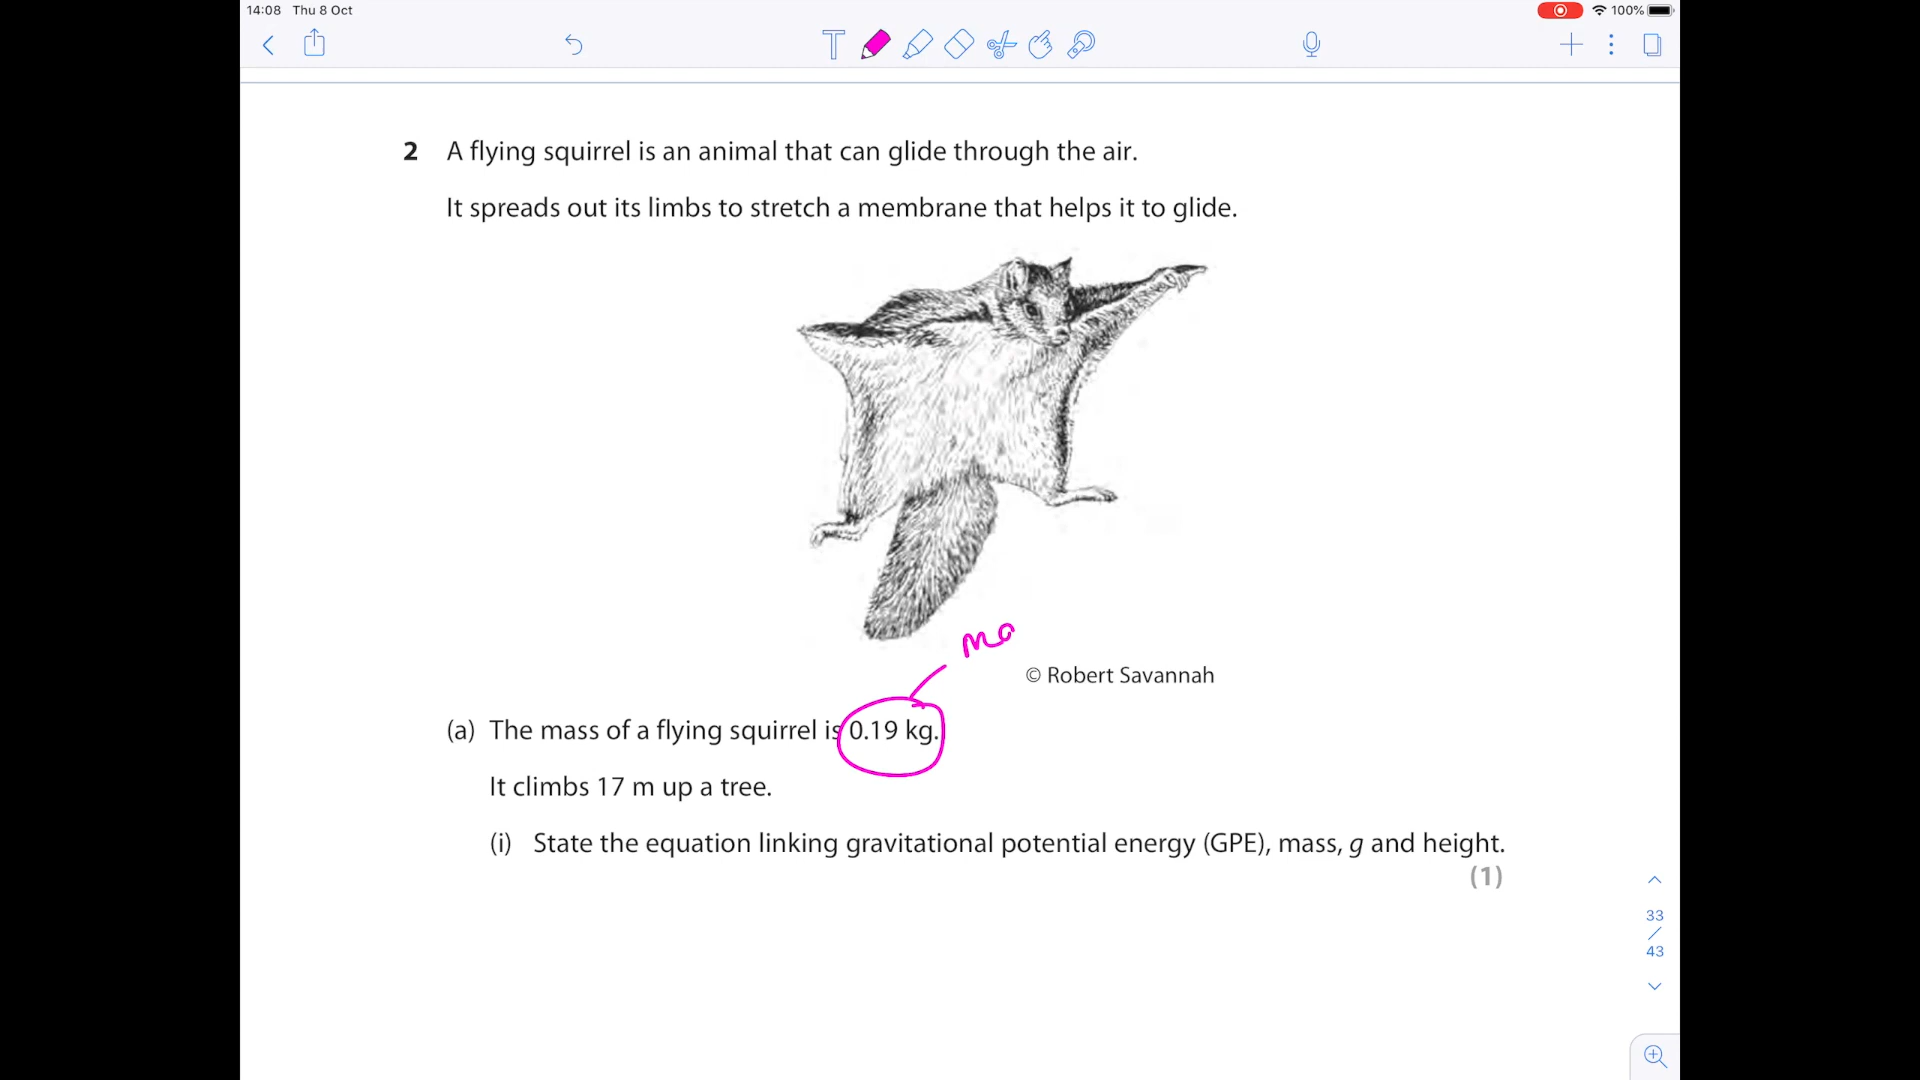 14:08 Thu 8 Oct
100%
T
2 A flying squirrel is an animal that can glide through the air.
It spreads out its limbs to stretch a membrane that helps it to glide.
ma
© Robert Savannah
(a) The mass of a flying squirrel is 0.19 kg.
It climbs 17 m up a tree.
(i) State the equation linking gravitational potential energy (GPE), mass, g and height.
(1)
33
/
43